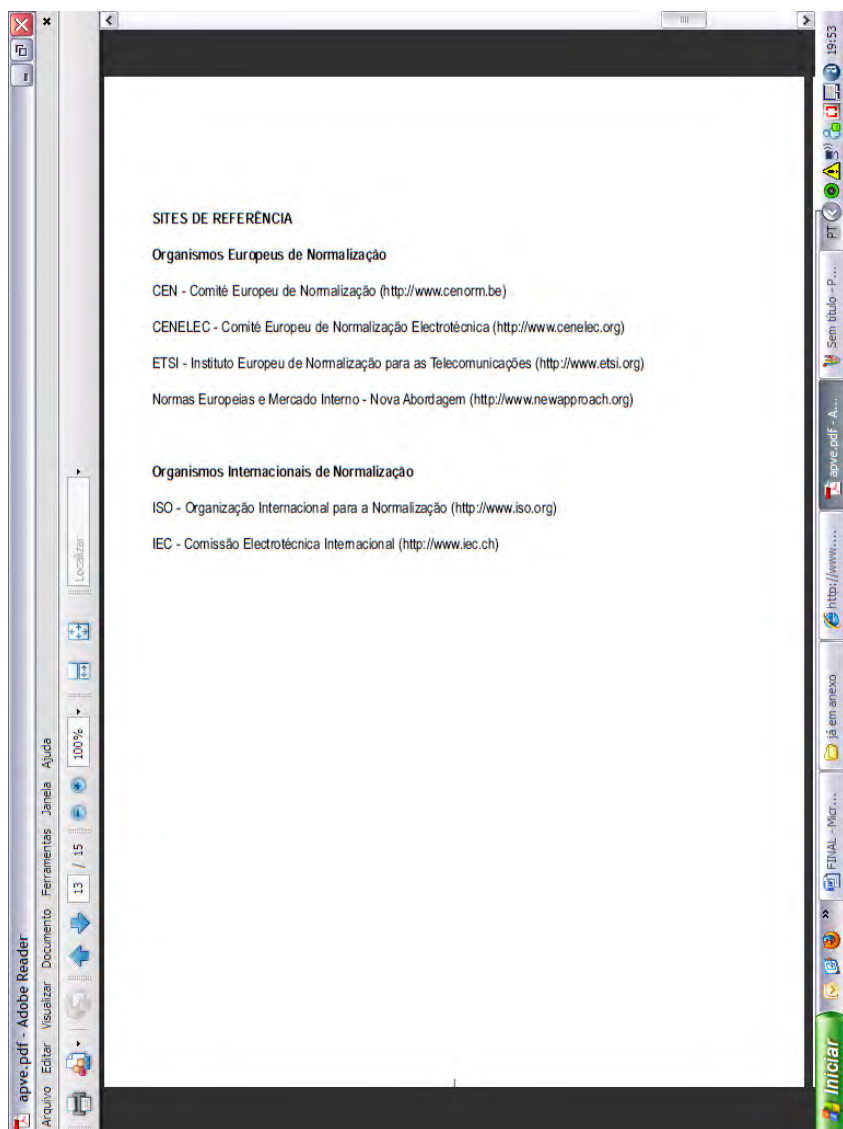 apve.pdf - Adobe Reader
Arquivo Editar Visualizar Documento Ferramentas Janela Ajuda
13 / 15 100% Localizar
SITES DE REFERÊNCIA
Organismos Europeus de Normalização
CEN - Comité Europeu de Normalização (http://www.cenorm.be)
CENELEC - Comité Europeu de Normalização Electrotécnica (http://www.cenelec.org)
ETSI - Instituto Europeu de Normalização para as Telecomunicações (http://www.etsi.org)
Normas Europeias e Mercado Interno - Nova Abordagem (http://www.newapproach.org)
Organismos Internacionais de Normalização
ISO - Organização Internacional para a Normalização (http://www.iso.org)
IEC - Comissão Electrotécnica Internacional (http://www.iec.ch)
Iniciar » FINAL - Micr... já em anexo http://www.... apve.pdf - A... Sem título - P... PT 19:53